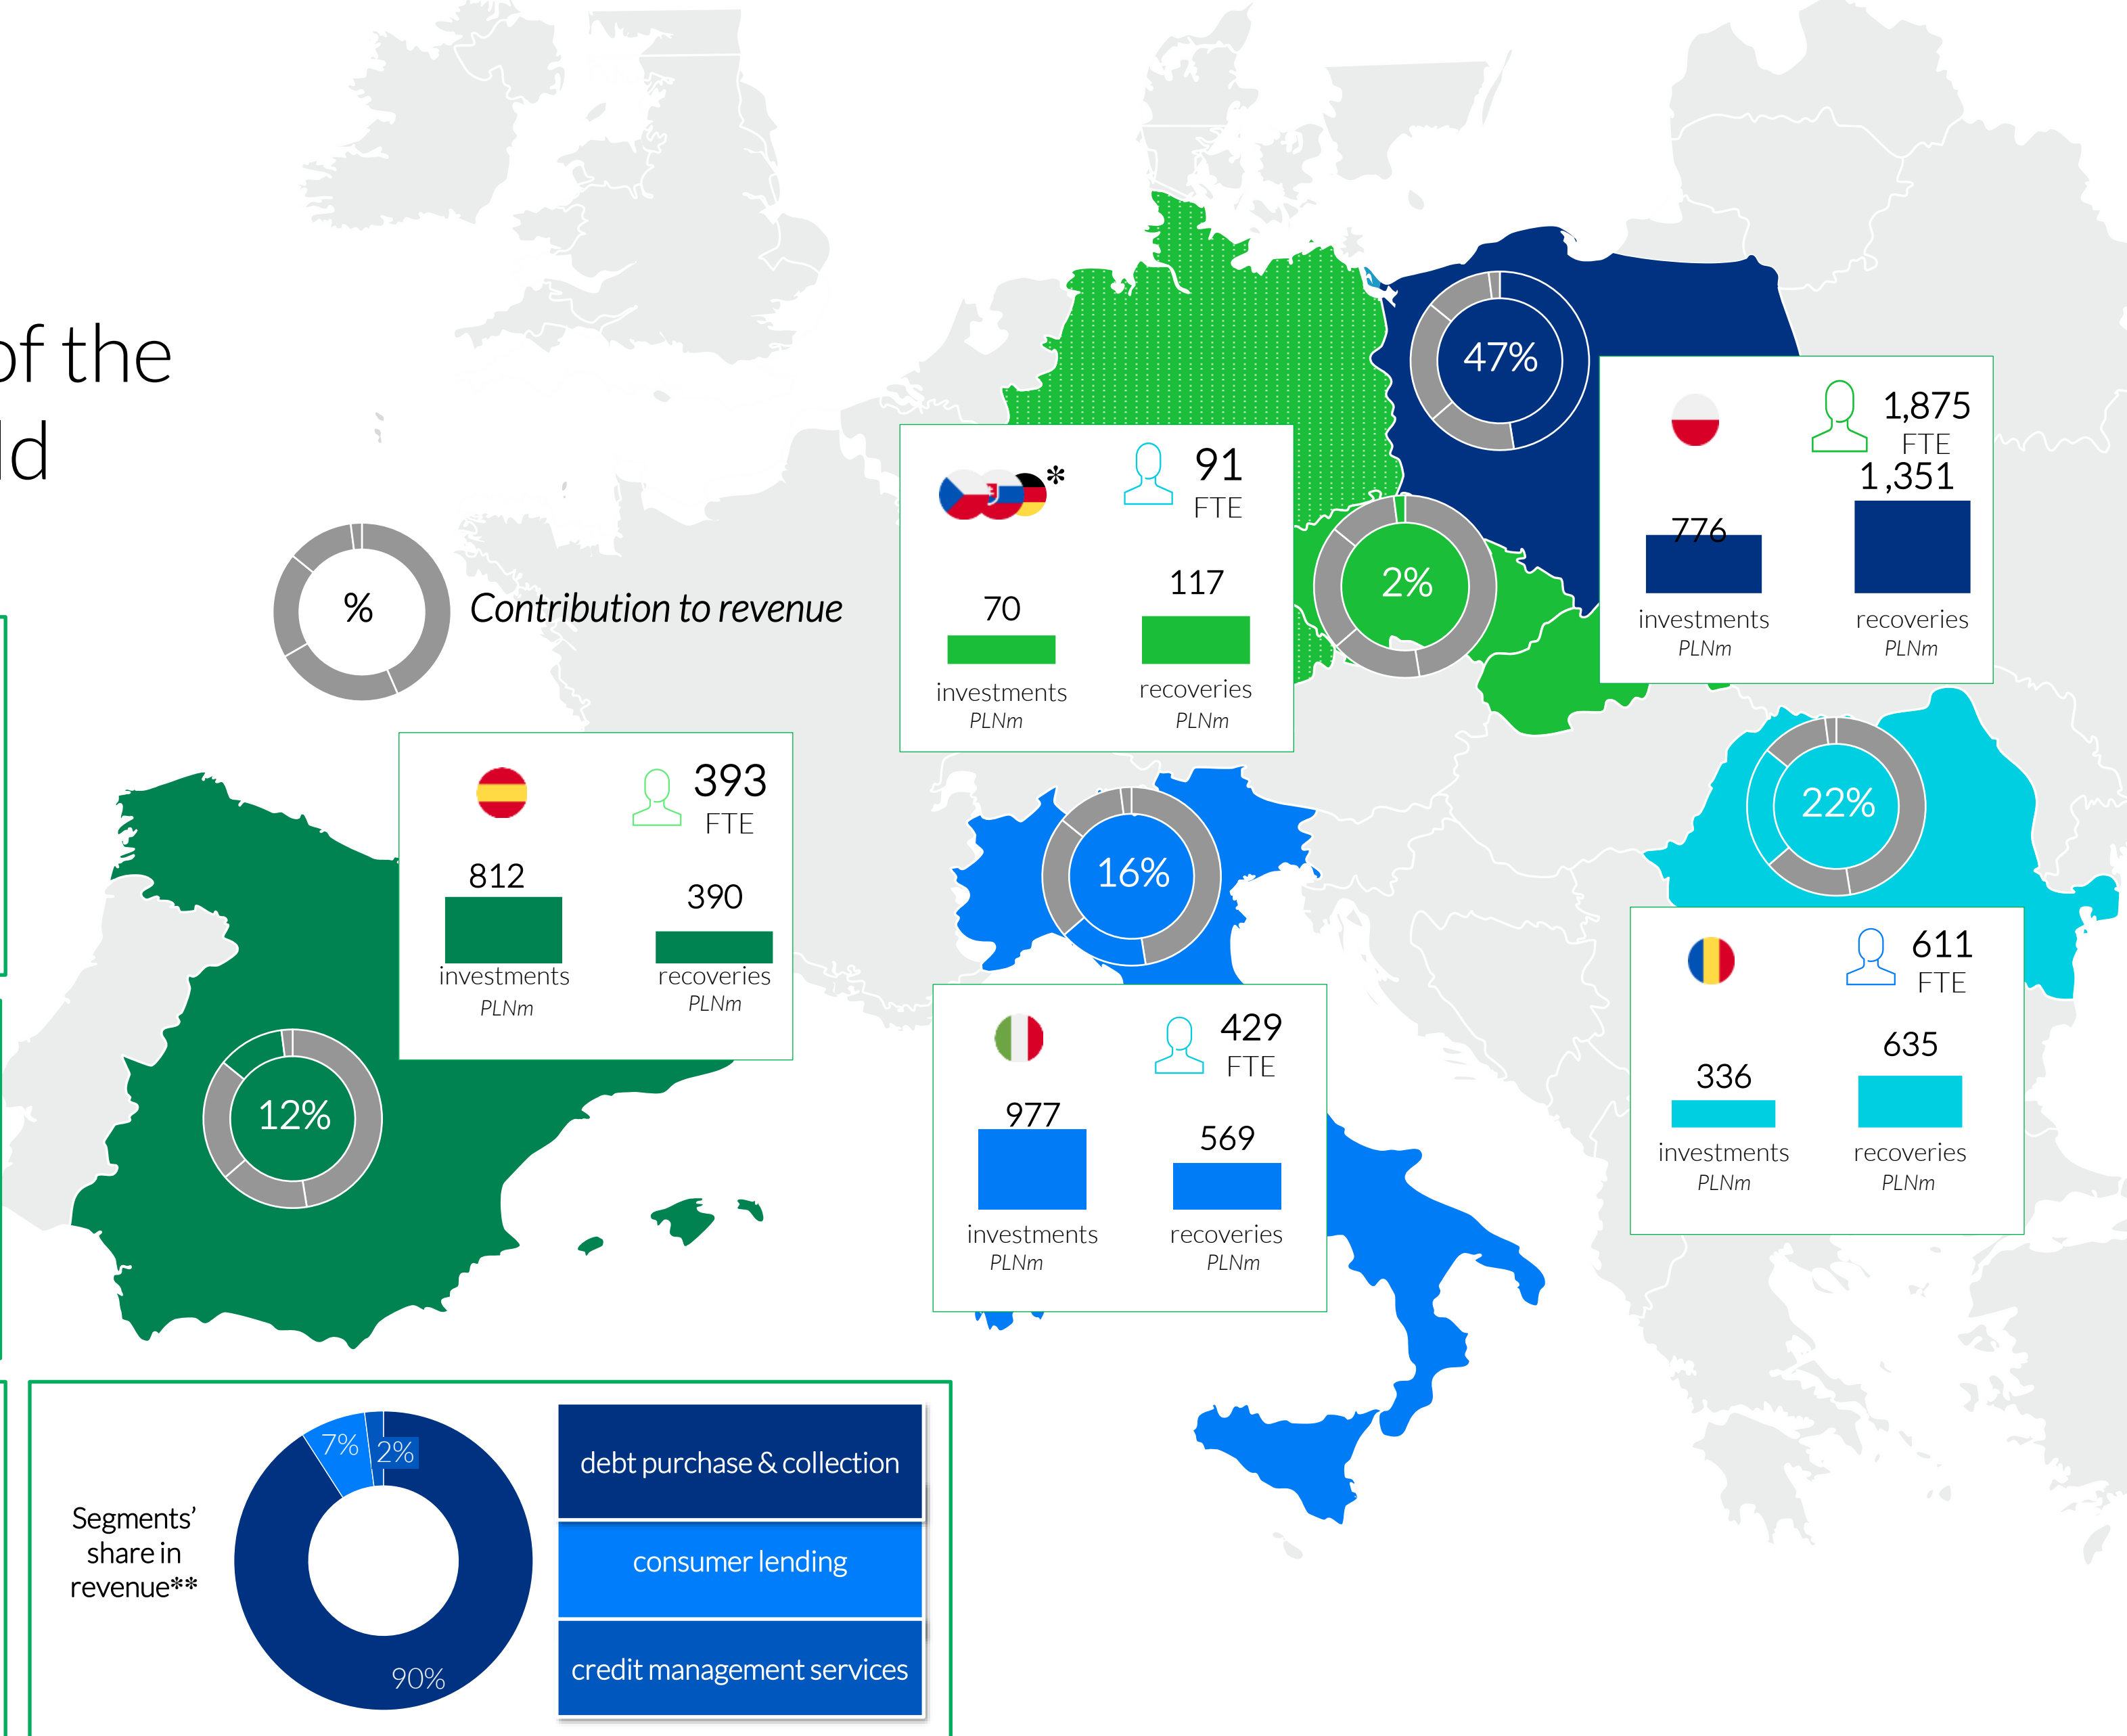 of the
ld
%
Contribution to revenue
47%
1,875
FTE
1,351
776
investments
PLNm
recoveries
PLNm
*
91
FTE
70
117
investments
PLNm
recoveries
PLNm
2%
393
FTE
812
390
investments
PLNm
recoveries
PLNm
12%
16%
429
FTE
977
569
investments
PLNm
recoveries
PLNm
22%
611
FTE
336
635
investments
PLNm
recoveries
PLNm
Segments’
share in
revenue**
7%
2%
90%
debt purchase & collection
consumer lending
credit management services